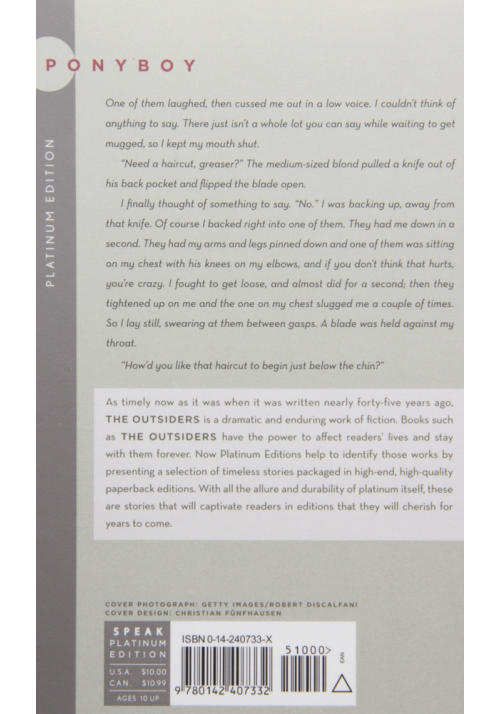 PONYBOY
PLATINUM EDITION
One of them laughed, then cussed me out in a low voice. I couldn't think of
anything to say. There just isn't a whole lot you can say while waiting to get
mugged, so I kept my mouth shut.
"Need a haircut, greaser?" The medium-sized blond pulled a knife out of
his back pocket and flipped the blade open.
I finally thought of something to say. "No." I was backing up, away from
that knife. Of course I backed right into one of them. They had me down in a
second. They had my arms and legs pinned down and one of them was sitting
on my chest with his knees on my elbows, and if you don't think that hurts,
you're crazy. I fought to get loose, and almost did for a second; then they
tightened up on me and the one on my chest slugged me a couple of times.
So I lay still, swearing at them between gasps. A blade was held against my
throat.
"How'd you like that haircut to begin just below the chin?"
As timely now as it was when it was written nearly forty-five years ago,
THE OUTSIDERS is a dramatic and enduring work of fiction. Books such
as THE OUTSIDERS have the power to affect readers' lives and stay
with them forever. Now Platinum Editions help to identify those works by
presenting a selection of timeless stories packaged in high-end, high-quality
paperback editions. With all the allure and durability of platinum itself, these
are stories that will captivate readers in editions that they will cherish for
years to come.
COVER PHOTOGRAPH: GETTY IMAGES/ROBERT DISCALFANI
COVER DESIGN: CHRISTIAN FÜNFHAUSEN
SPEAK
PLATINUM
EDITION
U.S.A. $10.00
CAN. $10.99
AGES 10 UP
ISBN 0-14-240733-X
51000>
EAN
9 780142 407332